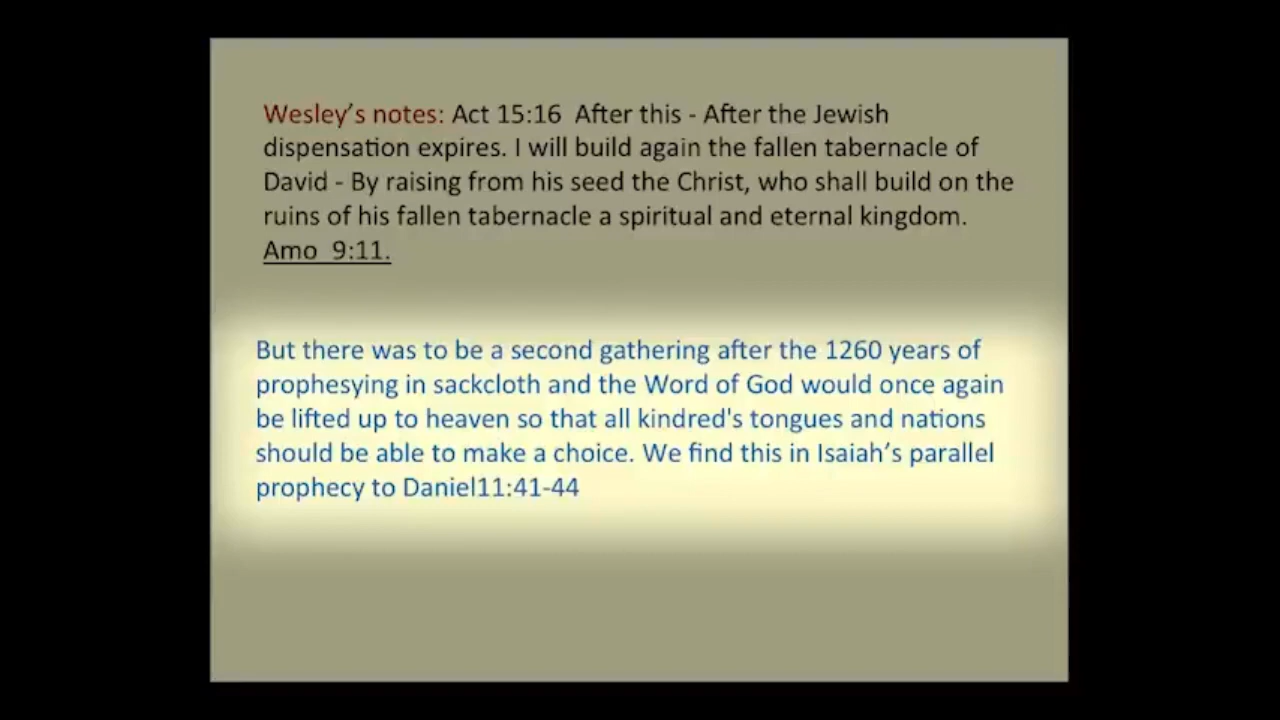 Wesley’s notes: Act 15:16  After this - After the Jewish
dispensation expires. I will build again the fallen tabernacle of
David - By raising from his seed the Christ, who shall build on the
ruins of his fallen tabernacle a spiritual and eternal kingdom.
Amo  9:11.
But there was to be a second gathering after the 1260 years of
prophesying in sackcloth and the Word of God would once again
be lifted up to heaven so that all kindred's tongues and nations
should be able to make a choice. We find this in Isaiah’s parallel
prophecy to Daniel11:41-44